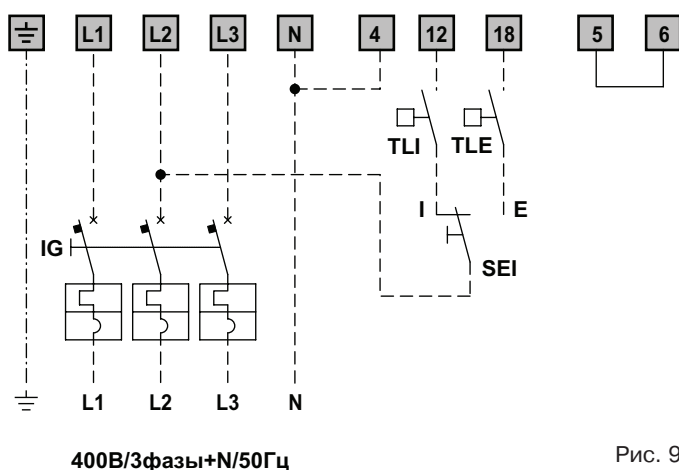 L1 L2 L3 N 4 12 18 5 6
TLI TLE
I E
IG
SEI
L1 L2 L3 N
400В/3фазы+N/50Гц
Рис. 9